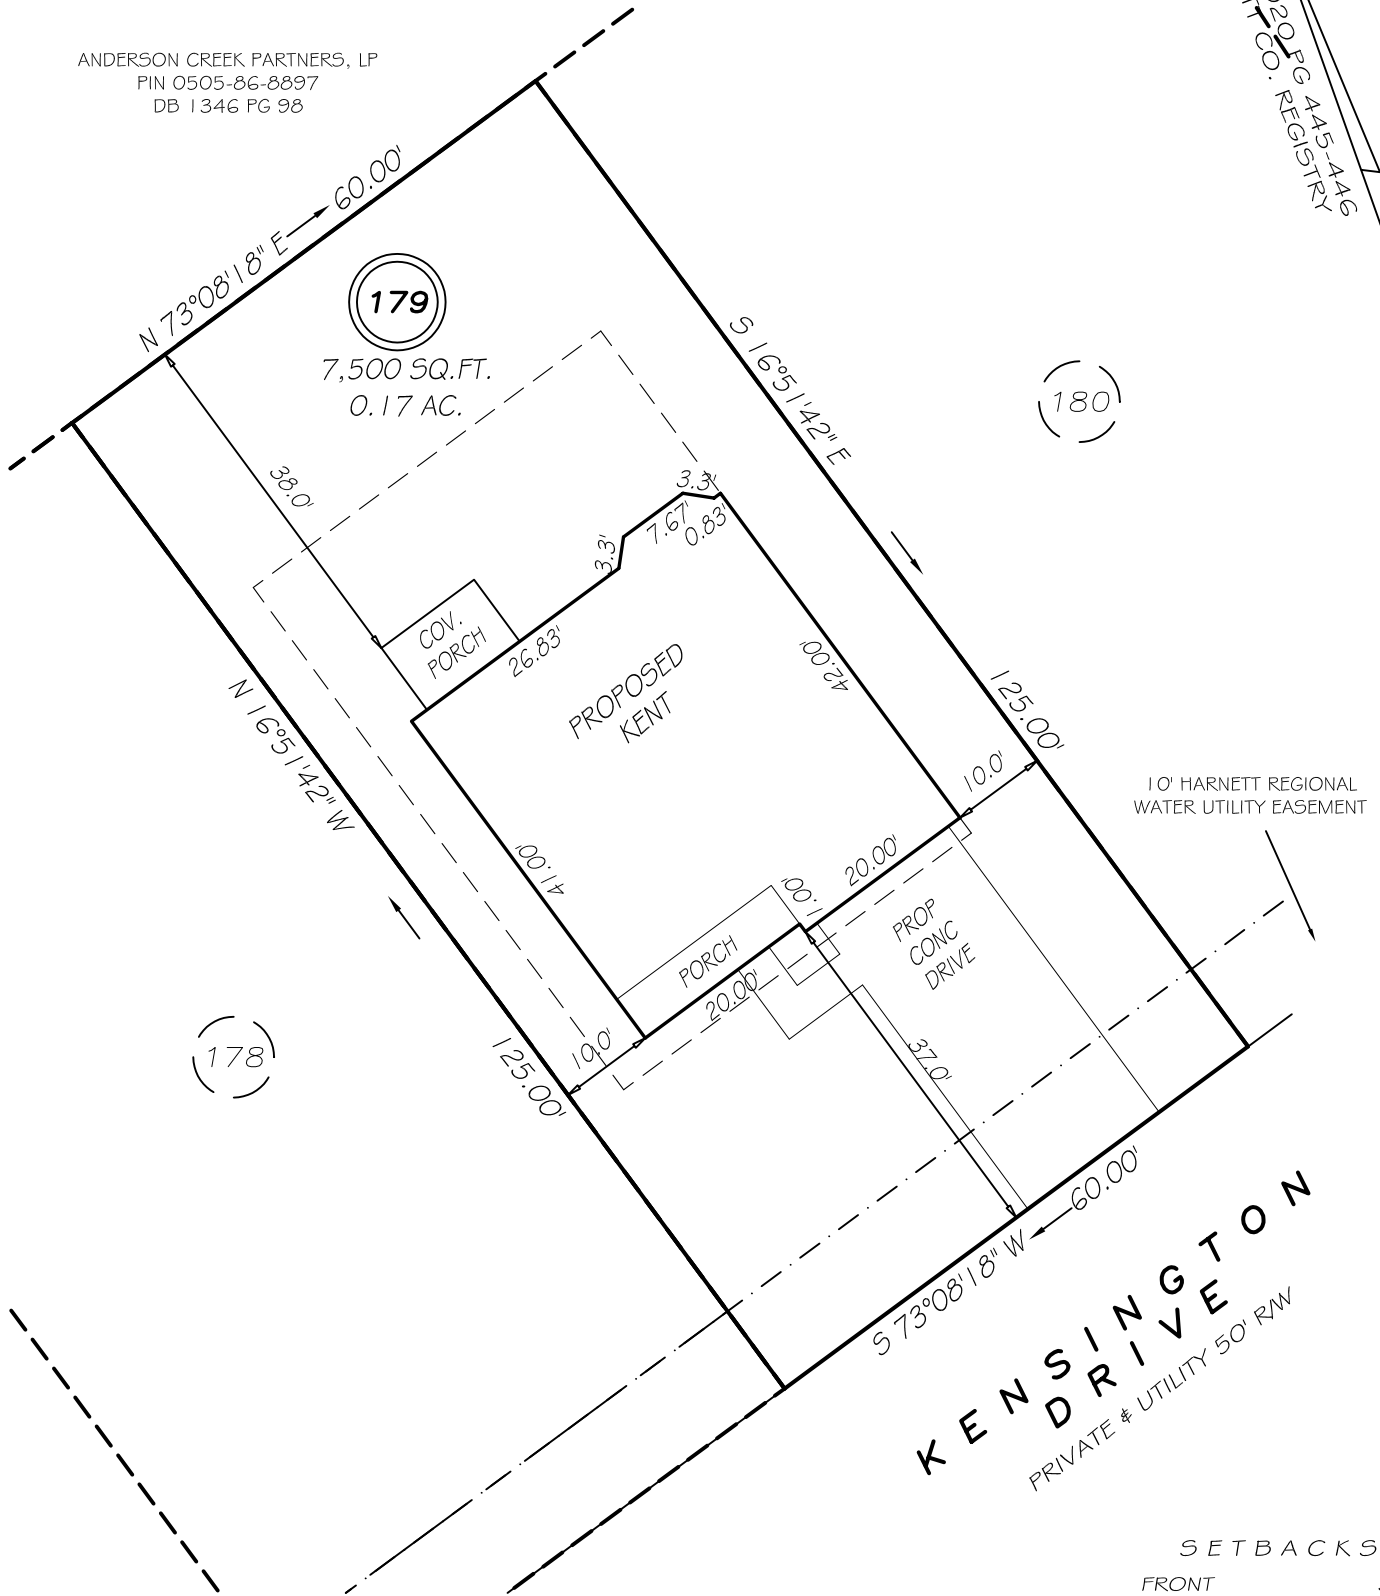 ANDERSON CREEK PARTNERS, LP
PIN 0505-86-8897
DB 1346 PG 98
PG 445-446
CO. REGISTRY
N 73°08'18" E
60.00'
179
7,500 SQ.FT.
0.17 AC.
S 16°51'42" E
125.00'
180
38.0'
3.3'
7.67'
0.83'
3.3'
COV.
PORCH
26.83'
PROPOSED
KENT
42.00'
N 16°51'42" W
125.00'
10.0'
10' HARNETT REGIONAL
WATER UTILITY EASEMENT
41.00'
1.00'
20.00'
PORCH
20.00'
PROP
CONC
DRIVE
10.0'
37.0'
178
S 73°08'18" W
60.00'
KENSINGTON
DRIVE
PRIVATE & UTILITY 50' R/W
SETBACKS
FRONT